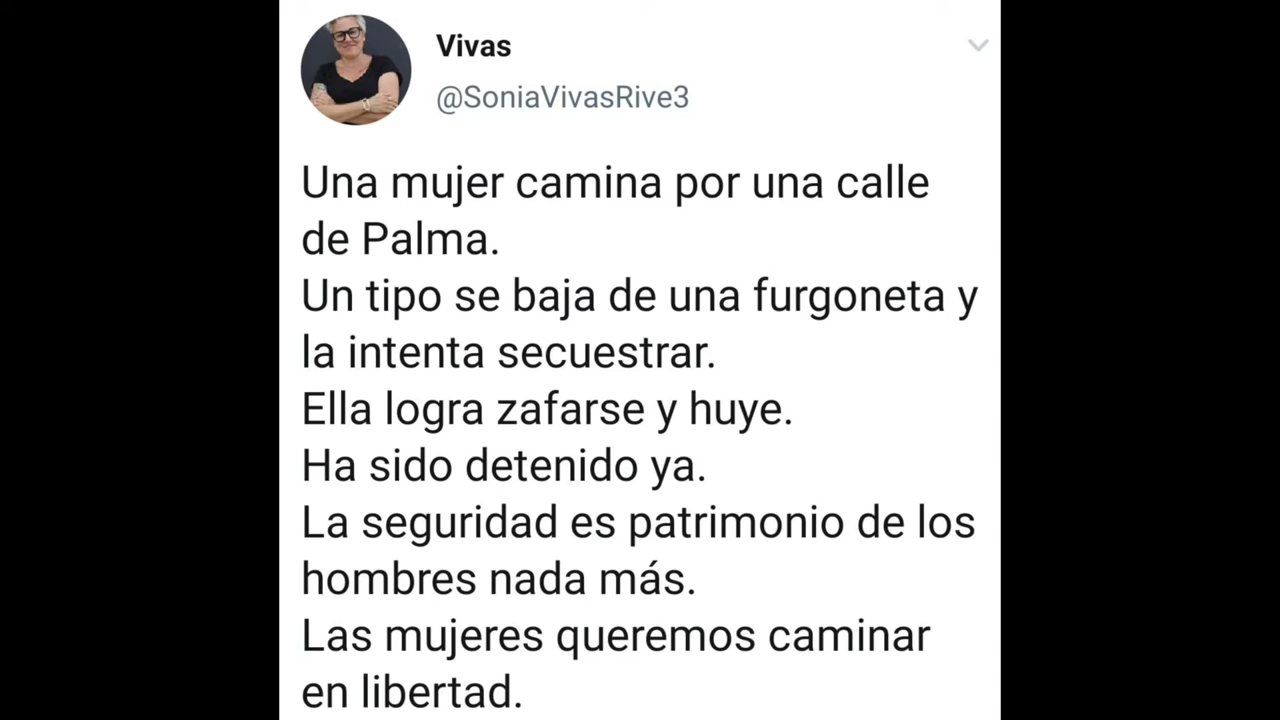 Vivas
@SoniaVivasRive3
Una mujer camina por una calle
de Palma.
Un tipo se baja de una furgoneta y
la intenta secuestrar.
Ella logra zafarse y huye.
Ha sido detenido ya.
La seguridad es patrimonio de los
hombres nada más.
Las mujeres queremos caminar
en libertad.